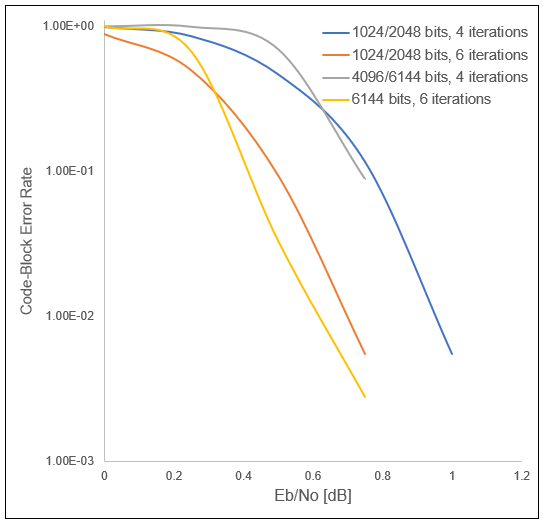 1.00E+00
1024/2048 bits, 4 iterations
1024/2048 bits, 6 iterations
4096/6144 bits, 4 iterations
6144 bits, 6 iterations
1.00E-01
Code-Block Error Rate
1.00E-02
1.00E-03
0 0.2 0.4 0.6 0.8 1 1.2
Eb/No [dB]